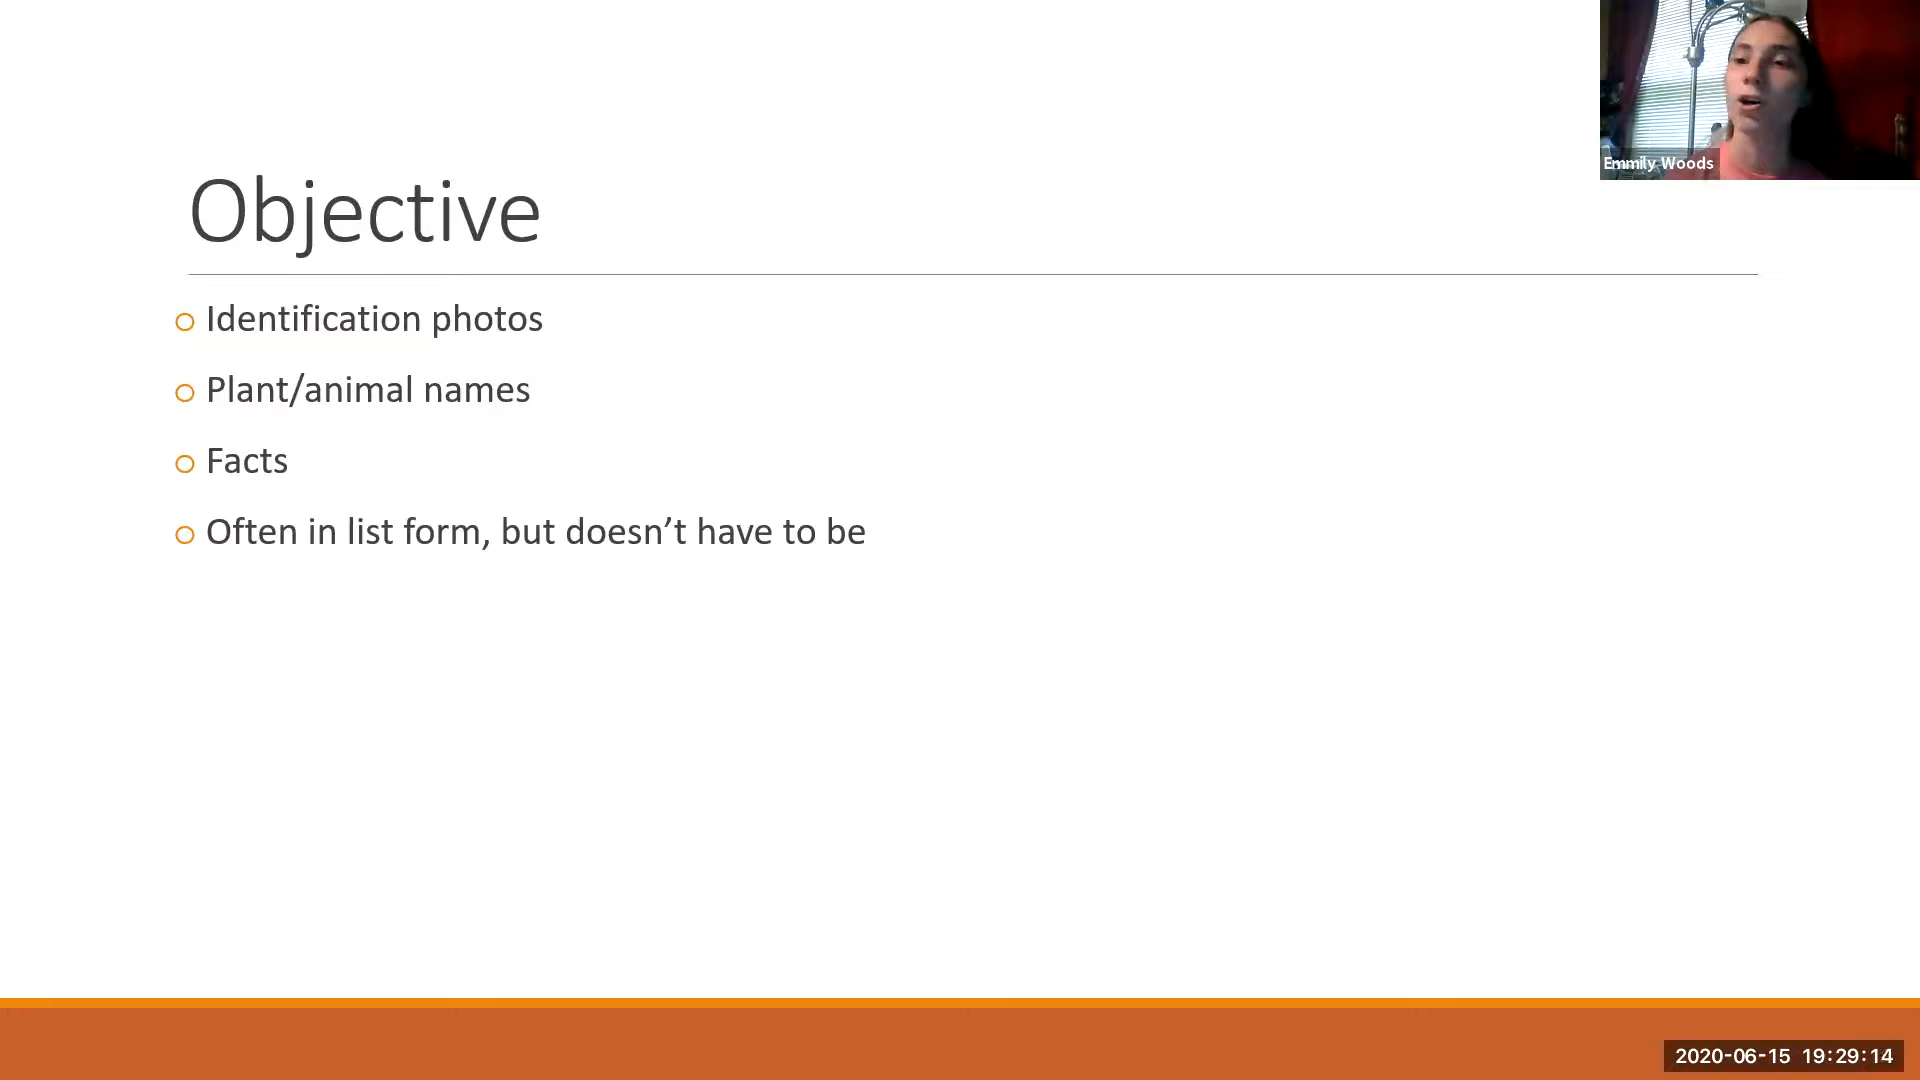 Emmily Woods
Objective
Identification photos
Plant/animal names
Facts
Often in list form, but doesn’t have to be
2020-06-15 19:29:14